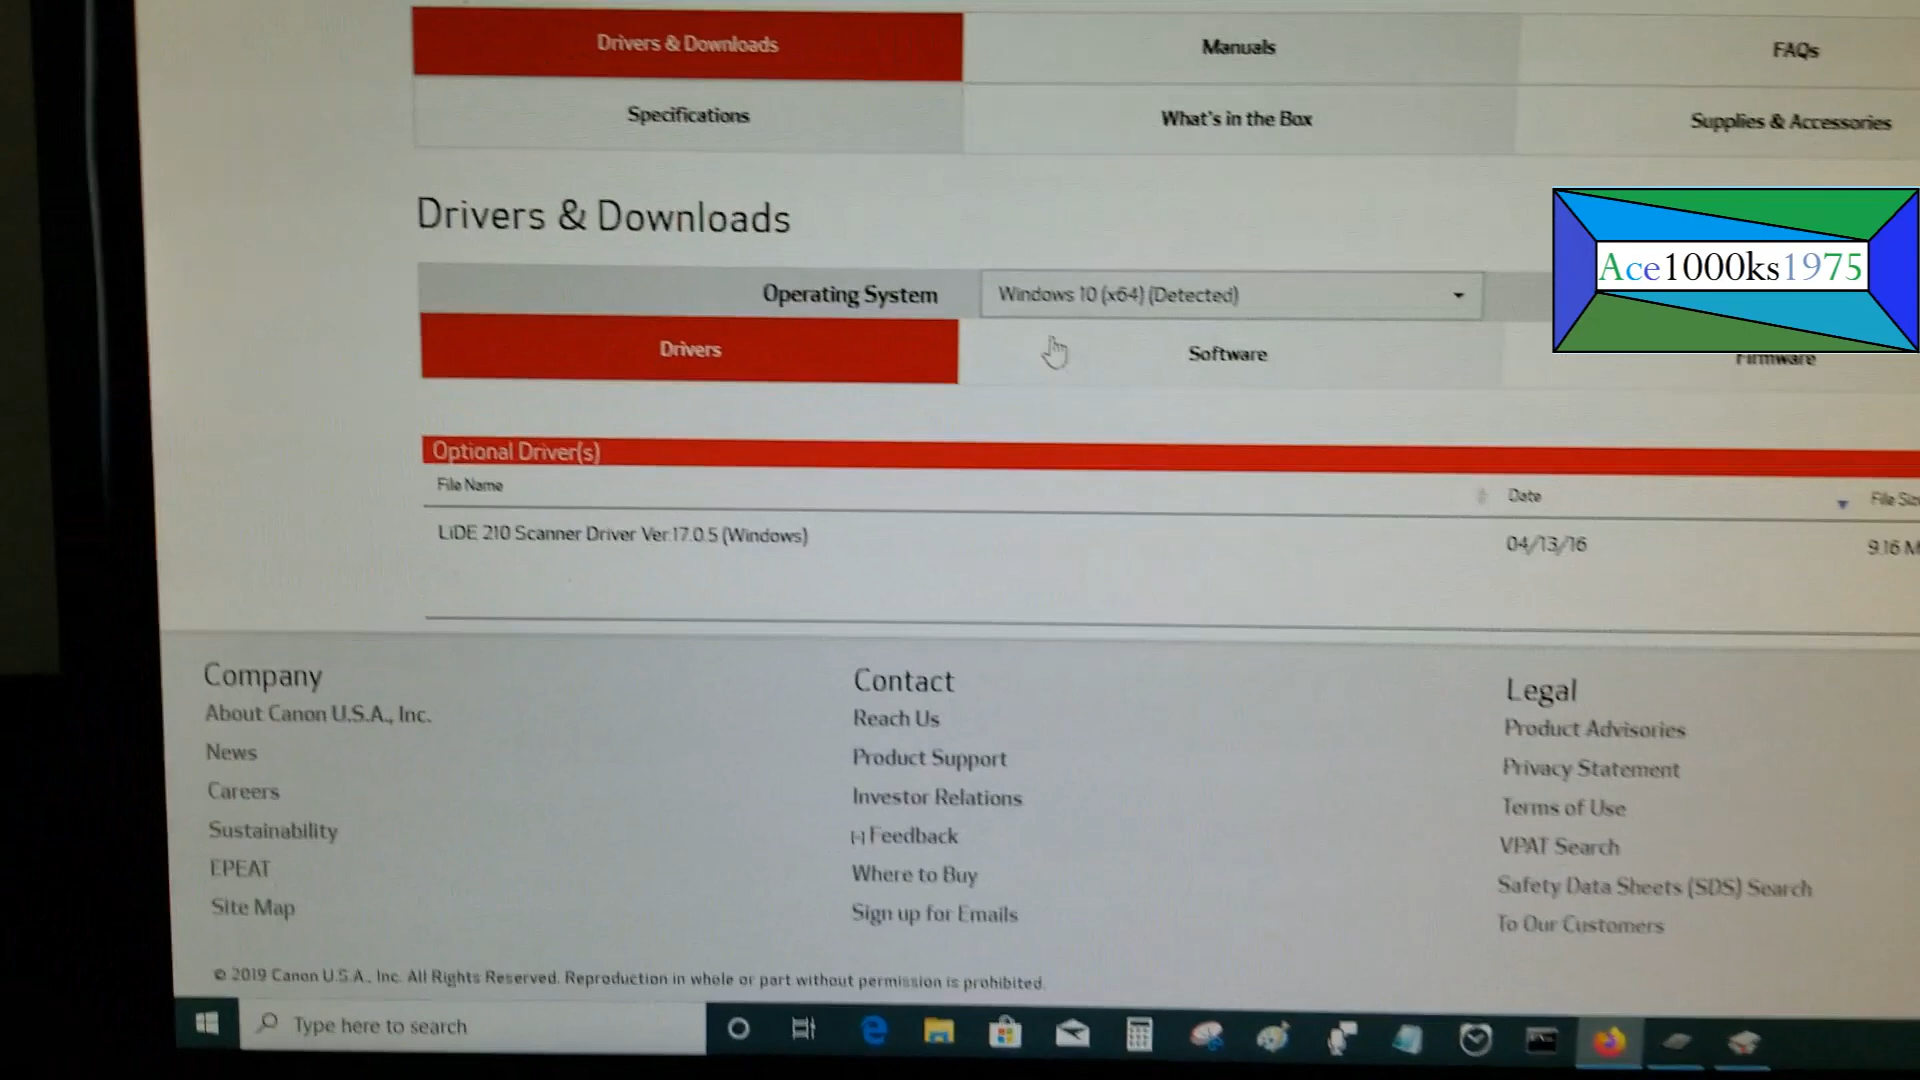 Drivers & Downloads
Manuals
FAQs
Specifications
What's in the Box
Supplies & Accessories
Drivers & Downloads
Operating System
Windows 10 (x64) (Detected)
Ace1000ks1975
Drivers
Software
Firmware
Optional Driver(s)
File Name
Date
File
LiDE 210 Scanner Driver Ver.17.0.5 (Windows)
04/13/16
9.16 M
Company
Contact
Legal
About Canon U.S.A., Inc.
Reach Us
Product Advisories
News
Product Support
Privacy Statement
Careers
Investor Relations
Terms of Use
Sustainability
[-] Feedback
VPAT Search
EPEAT
Where to Buy
Safety Data Sheets (SDS) Search
Site Map
Sign up for Emails
To Our Customers
© 2019 Canon U.S.A., Inc. All Rights Reserved. Reproduction in whole or part without permission is prohibited.
Type here to search